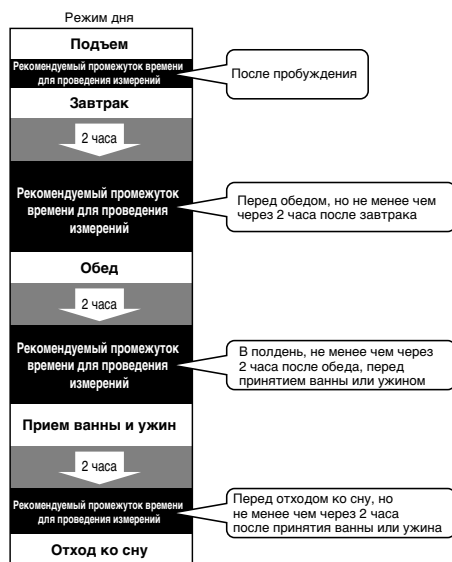 Режим дня
Подъем
Рекомендуемый промежуток времени
для проведения измерений
После пробуждения
Завтрак
2 часа
Рекомендуемый промежуток
времени для проведения
измерений
Перед обедом, но не менее чем
через 2 часа после завтрака
Обед
2 часа
Рекомендуемый промежуток
времени для проведения
измерений
В полдень, не менее чем через
2 часа после обеда, перед
принятием ванны или ужином
Прием ванны и ужин
2 часа
Рекомендуемый промежуток времени
для проведения измерений
Перед отходом ко сну, но
не менее чем через 2 часа
после принятия ванны или ужина
Отход ко сну